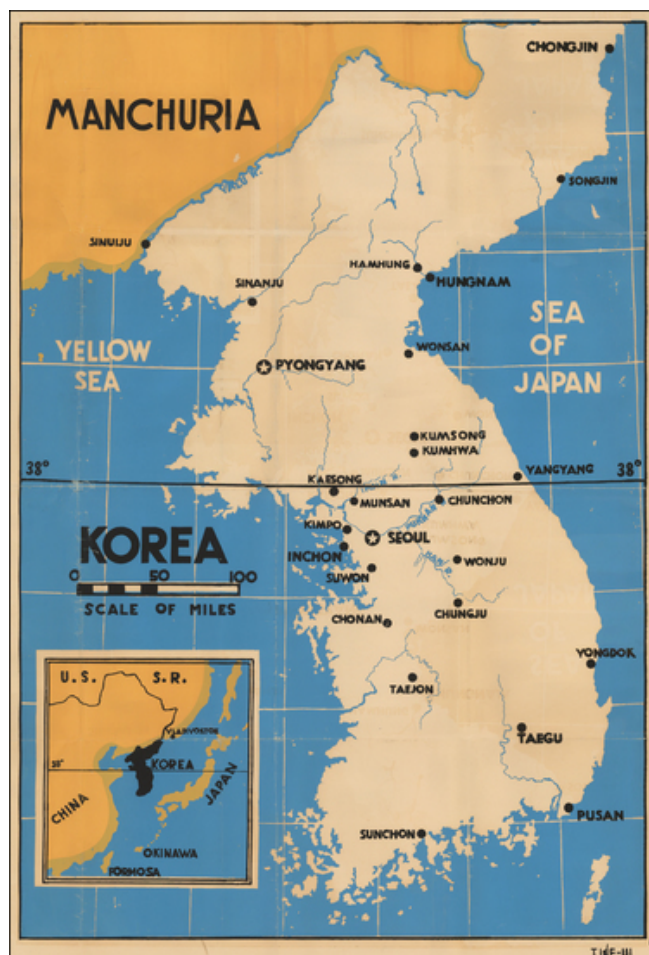 CHONGJIN
MANCHURIA
SONGJIN
SINUIJU
HAMHUNG
HUNGNAM
SINANJU
SEA
OF
JAPAN
YELLOW
SEA
WONSAN
PYONGYANG
KUMSONG
KUMHWA
38°
YANGYANG
38°
KAESONG
MUNSAN
CHUNCHON
KIMPO
SEOUL
KOREA
INCHON
WONJU
SUWON
0 50 100
SCALE OF MILES
CHUNGJU
CHONAN
YONGDOK
U.S. S.R.
TAEJON
VLADIVOSTOK
TAEGU
38°
KOREA
JAPAN
CHINA
PUSAN
SUNCHON
OKINAWA
FORMOSA